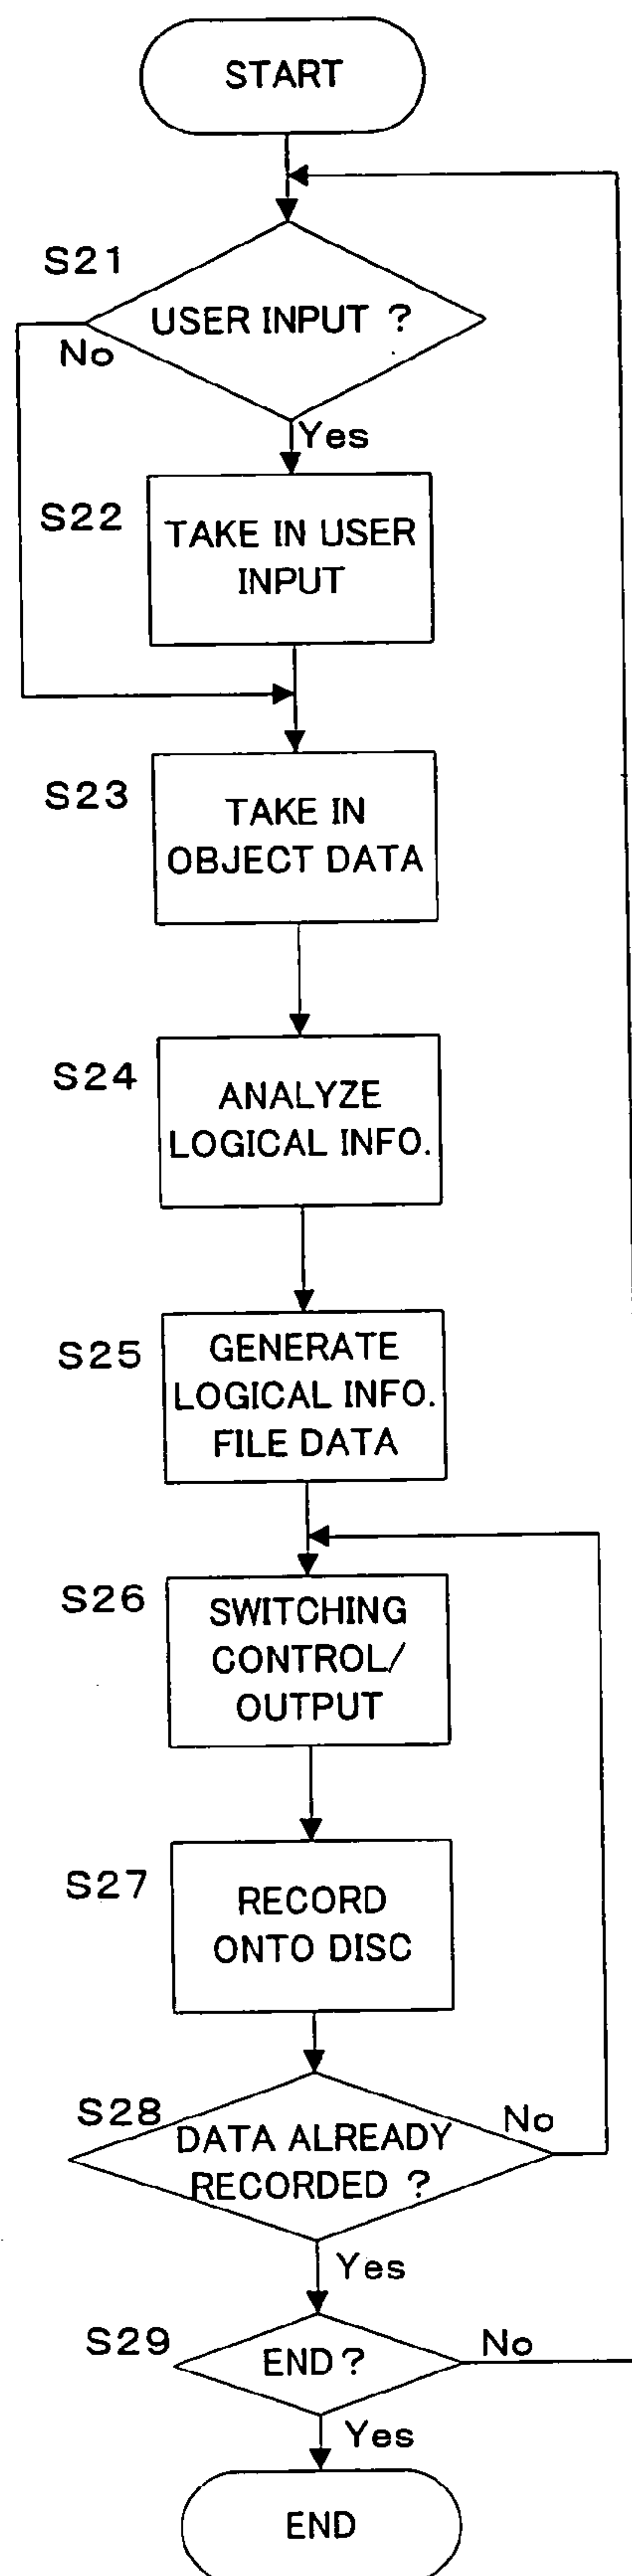 START
S21
USER INPUT ?
No
Yes
S22
TAKE IN USER
INPUT
S23
TAKE IN
OBJECT DATA
S24
ANALYZE
LOGICAL INFO.
S25
GENERATE
LOGICAL INFO.
FILE DATA
S26
SWITCHING
CONTROL/
OUTPUT
S27
RECORD
ONTO DISC
S28
No
DATA ALREADY
RECORDED ?
Yes
S29
END ?
No
Yes
END